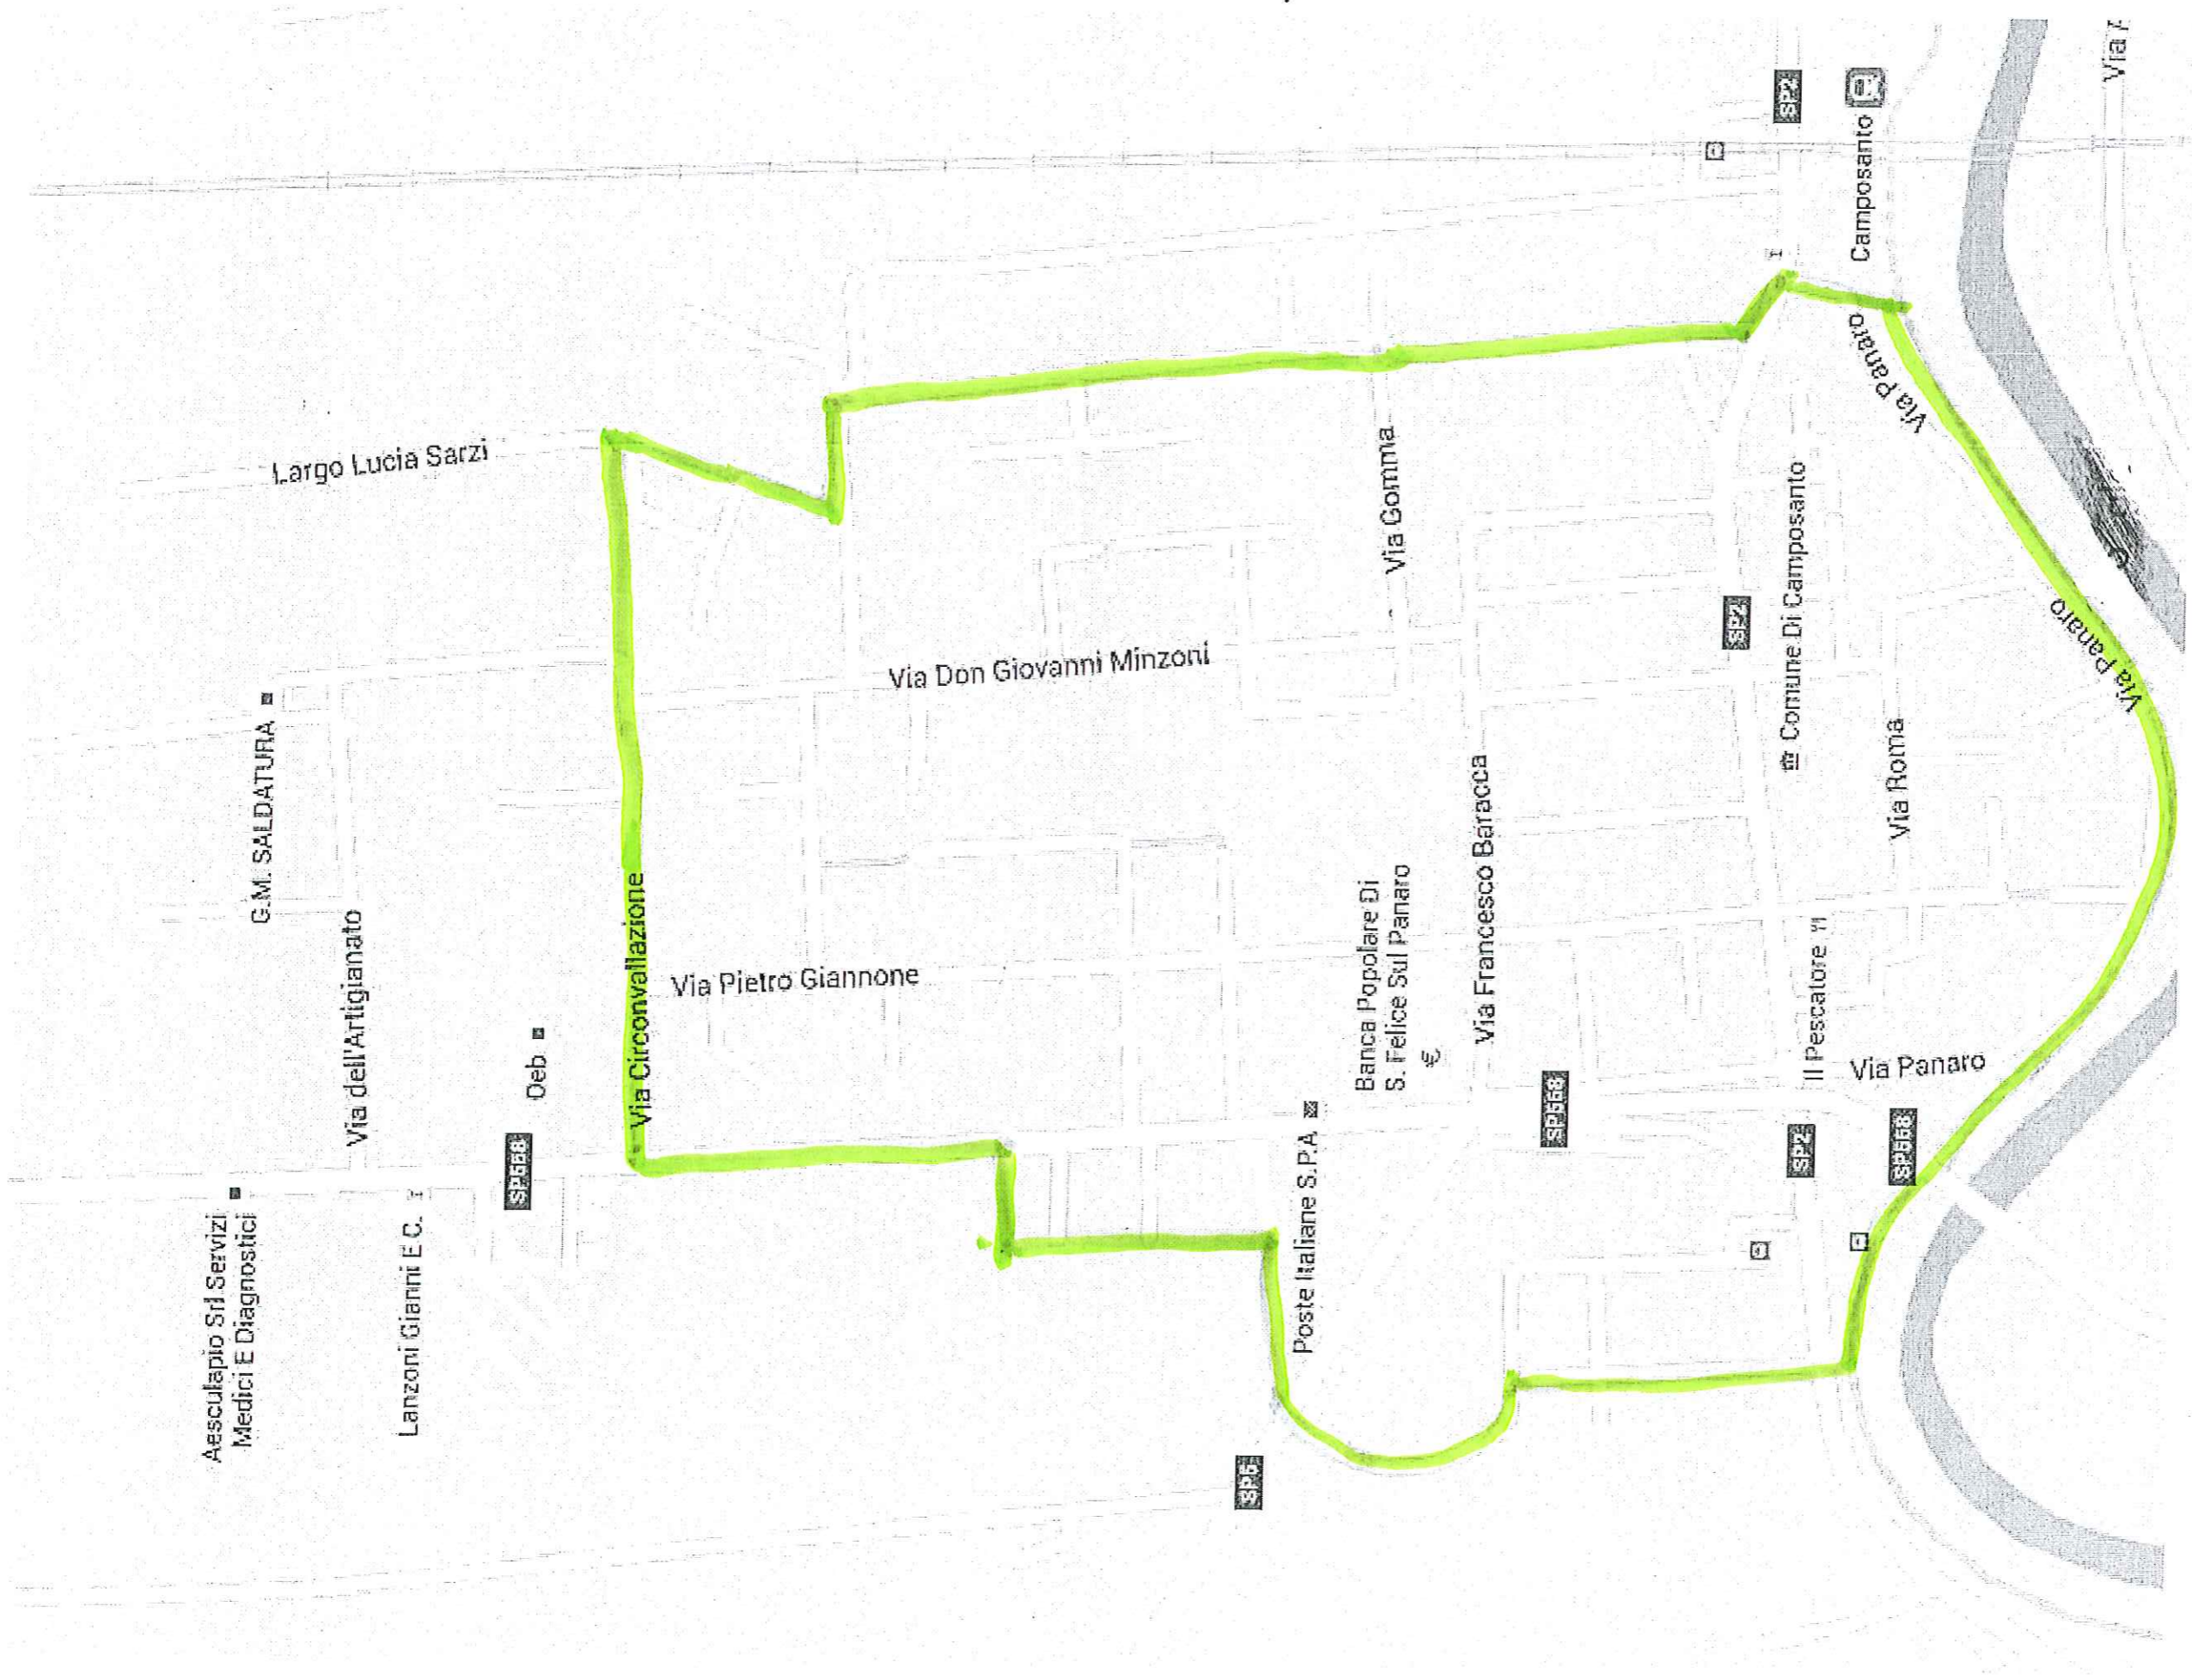 Aesculapio Srl Servizi
Medici E Diagnostici
G.M. SALDATURA
Largo Lucia Sarzi
Via dell'Artigianato
Lanzoni Gianni E C.
SP568
Oeb
Via Circonvallazione
Via Pietro Giannone
Via Don Giovanni Minzoni
SP5
Poste Italiane S.P.A
Banca Popolare Di
S. Felice Sul Panaro
Via Gomma
Via Francesco Baracca
SP568
SP2
Comune Di Camposanto
SP2
Camposanto
SP2
Il Pescatore
Via Panaro
SP568
Via Roma
Via Panaro
Via Panaro
Via